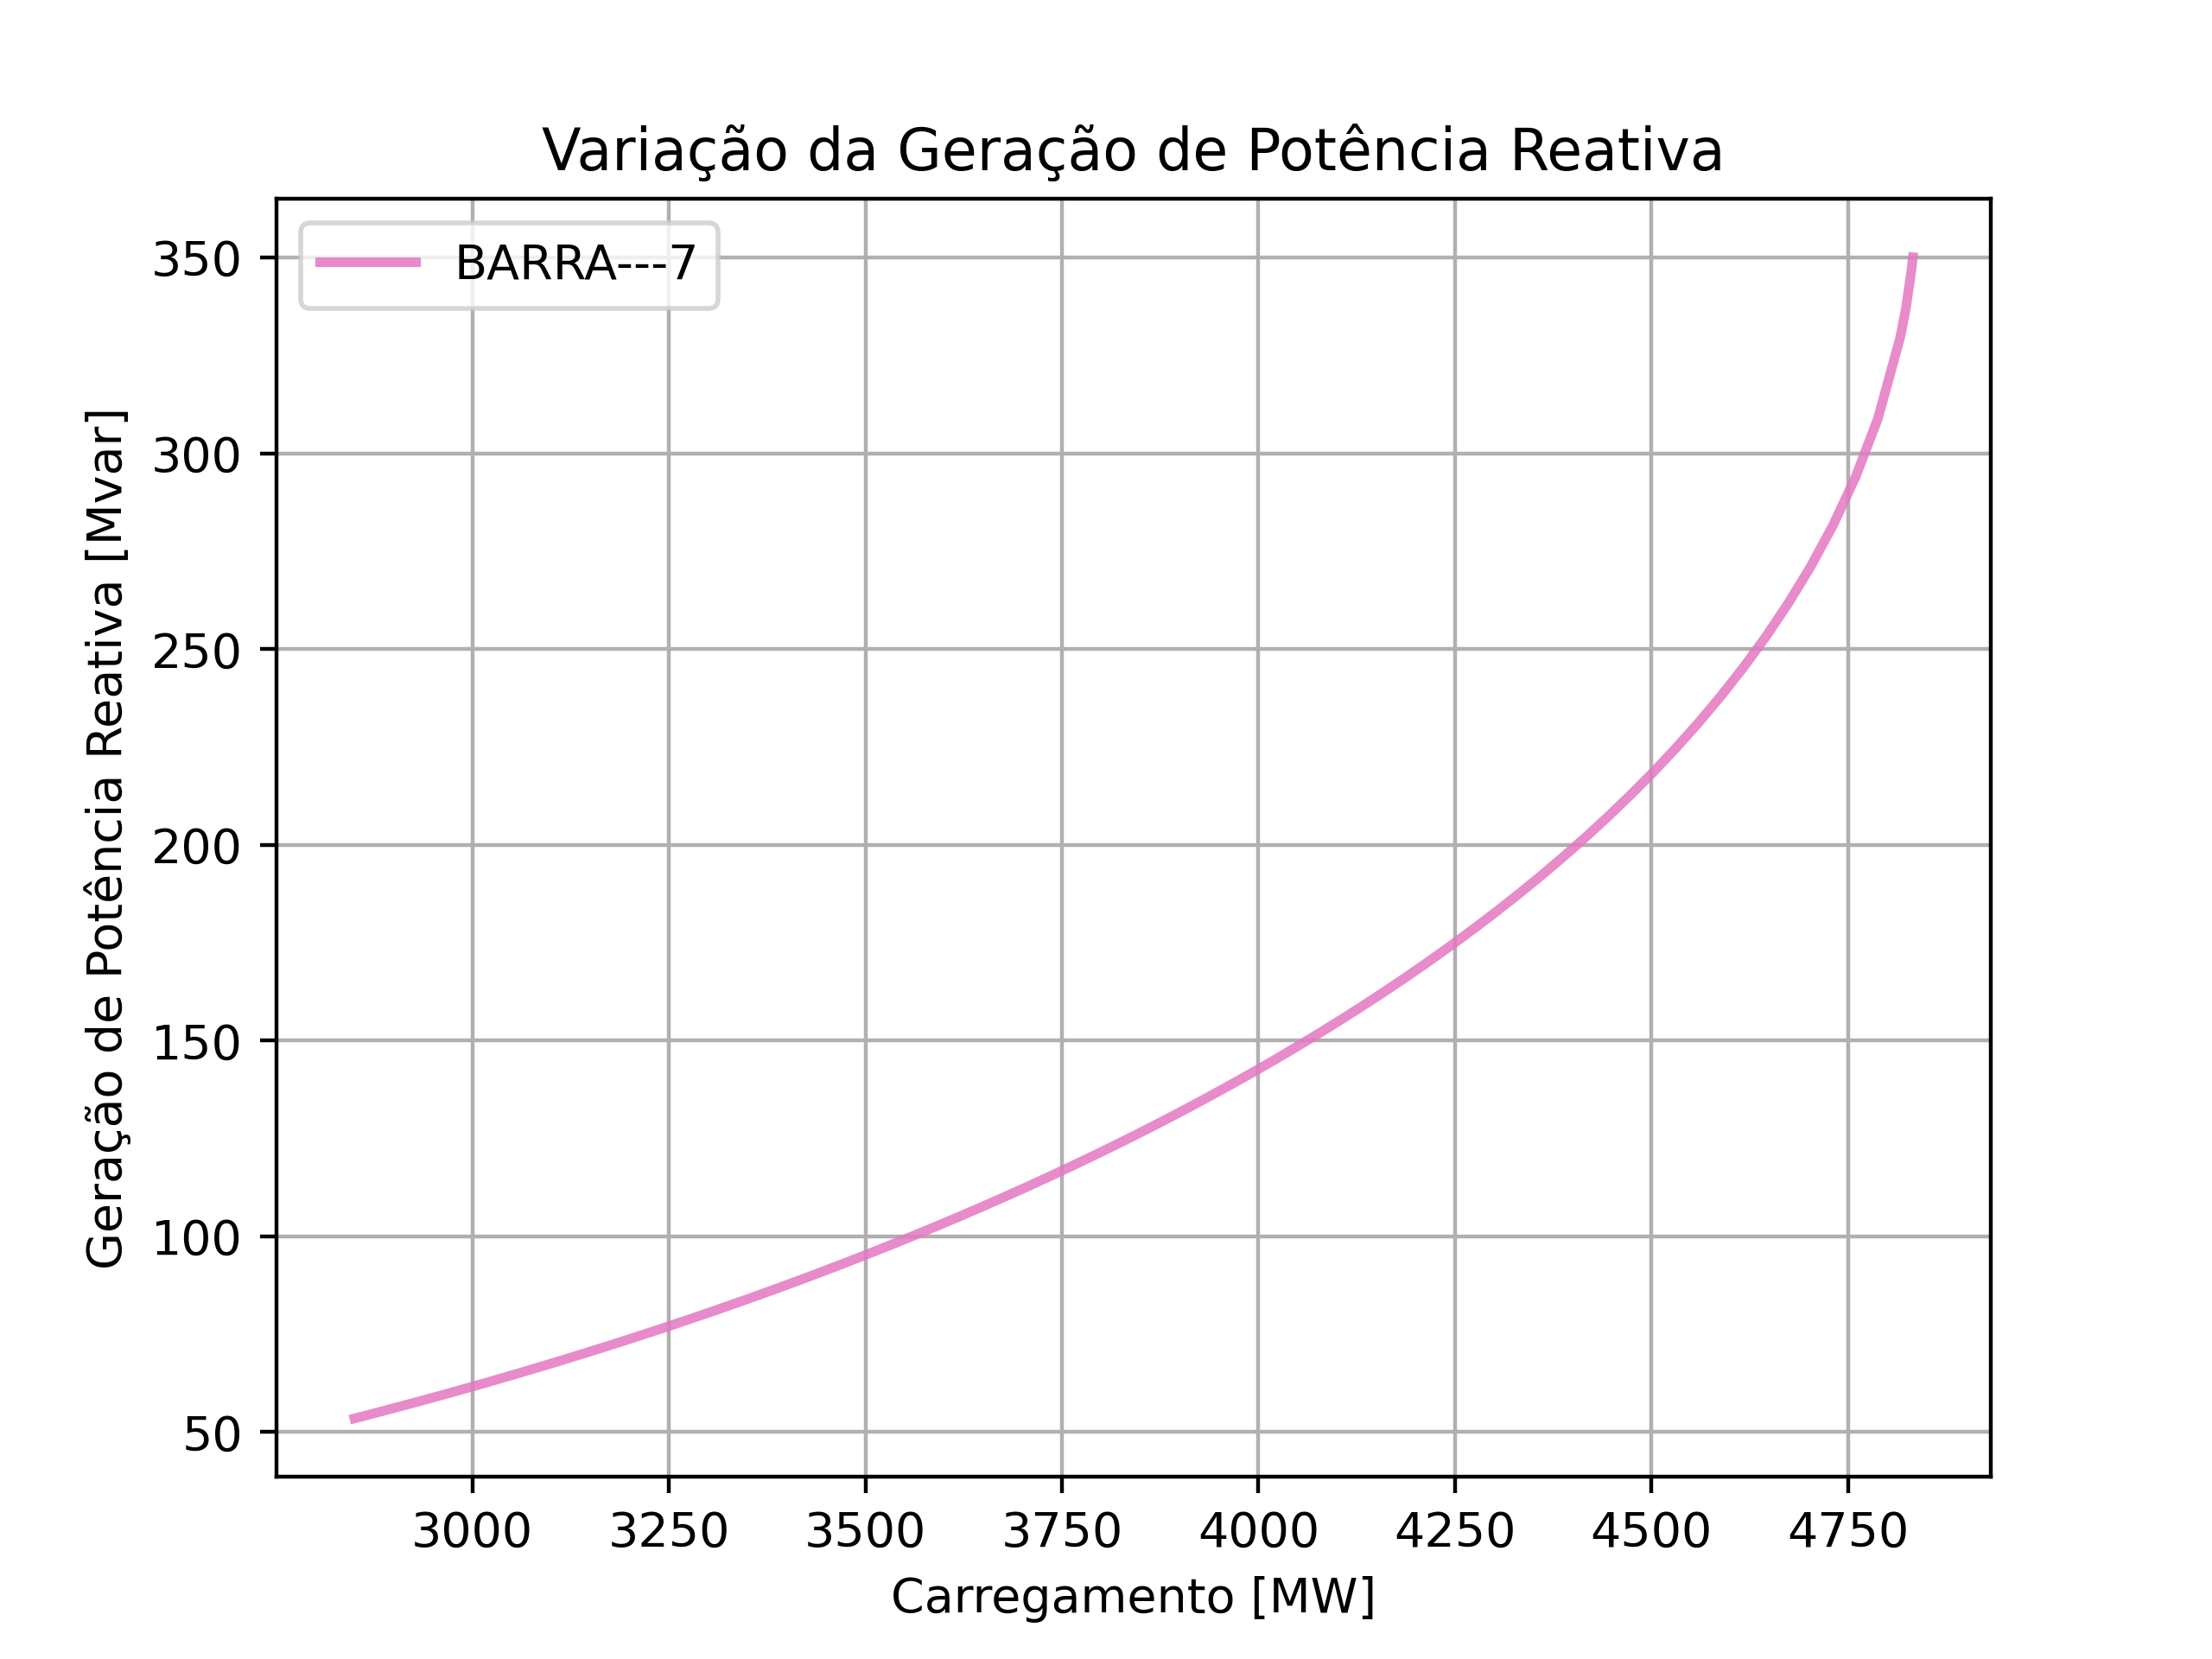 Variação da Geração de Potência Reativa
BARRA---7
Geração de Potência Reativa [Mvar]
350
300
250
200
150
100
50
3000 3250 3500 3750 4000 4250 4500 4750
Carregamento [MW]